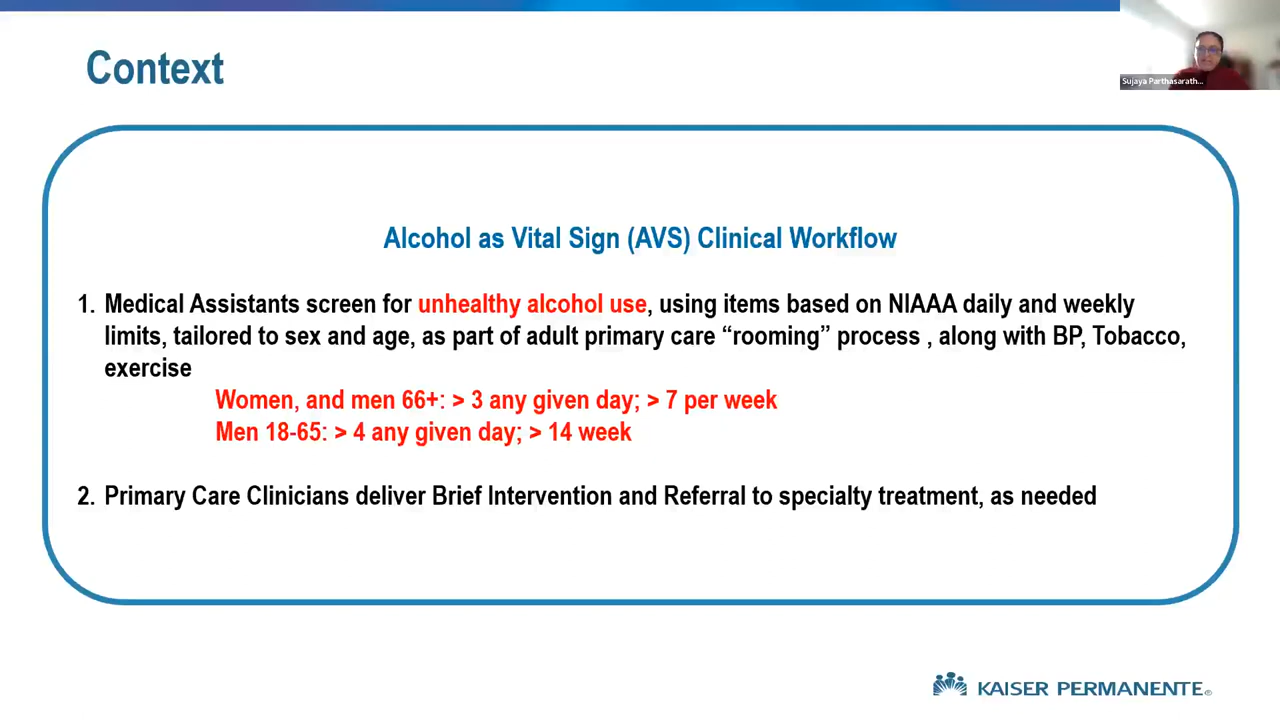 Context
Sujaya Parthasarath...
Alcohol as Vital Sign (AVS) Clinical Workflow
1. Medical Assistants screen for unhealthy alcohol use, using items based on NIAAA daily and weekly
limits, tailored to sex and age, as part of adult primary care “rooming” process , along with BP, Tobacco,
exercise
Women, and men 66+: > 3 any given day; > 7 per week
Men 18-65: > 4 any given day; > 14 week
2. Primary Care Clinicians deliver Brief Intervention and Referral to specialty treatment, as needed
KAISER PERMANENTE®